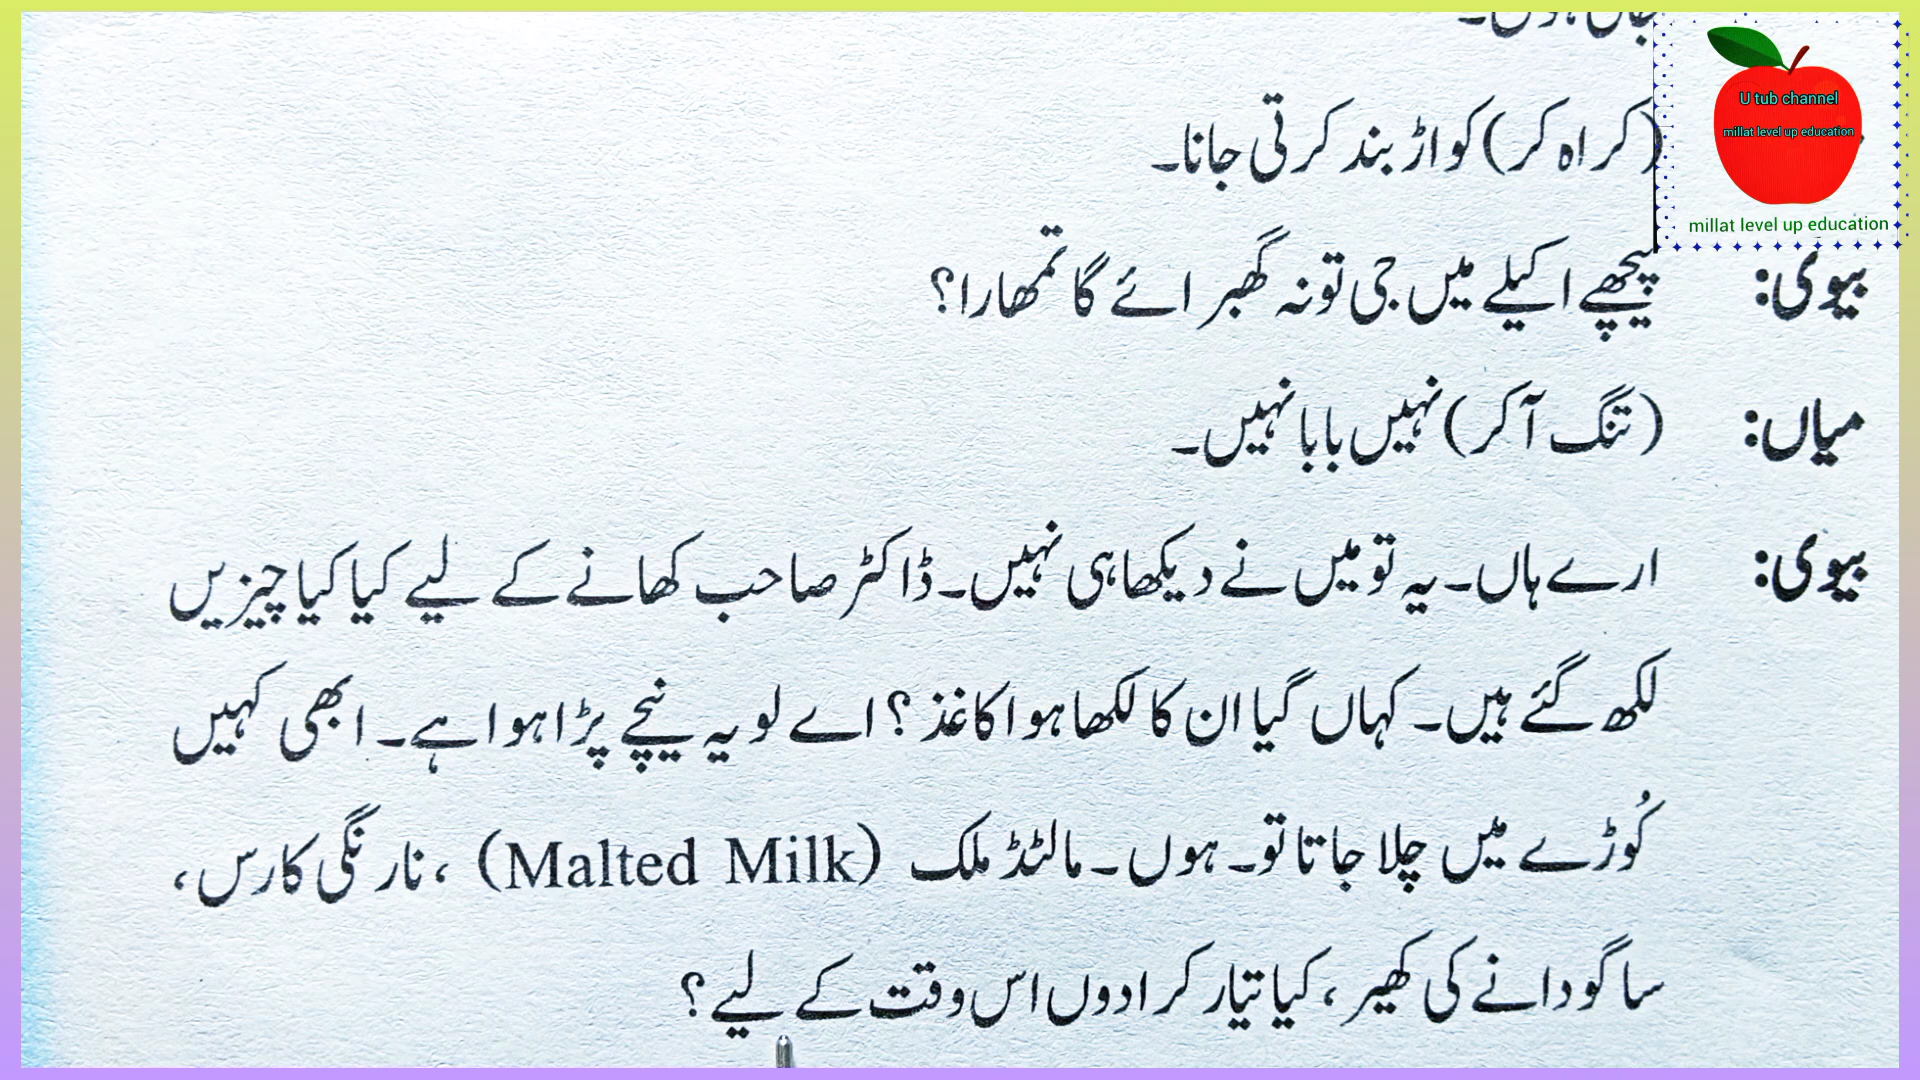 U tub channel
millat level up education
millat level up education
(کراہ کر) کواڑ بند کرتی جانا۔
بیوی: پیچھے اکیلے میں جی تو نہ گھبرائے گا تمھارا؟
میاں: (تنگ آکر) نہیں بابا نہیں۔
بیوی: ارے ہاں۔ یہ تو میں نے دیکھا ہی نہیں۔ ڈاکٹر صاحب کھانے کے لیے کیا کیا چیزیں
لکھ گئے ہیں۔ کہاں گیا ان کا لکھا ہوا کاغذ؟ اے لو یہ نیچے پڑا ہوا ہے۔ ابھی کہیں
کُوڑے میں چلا جاتا تو۔ ہوں۔ مالٹڈ ملک (Malted Milk)، نارنگی کا رس،
ساگودانے کی کھیر، کیا تیار کرادوں اس وقت کے لیے؟